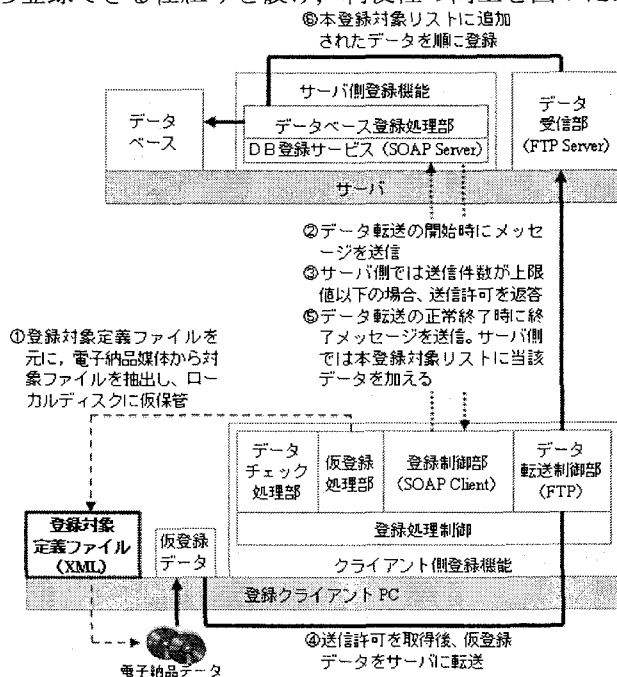 ⑥本登録対象リストに追加
されたデータを順に登録
サーバ側登録機能
データ
ベース
データベース登録処理部
DB登録サービス (SOAP Server)
データ
受信部
(FTP Server)
サーバ
②データ転送の開始時にメッセ
ージを送信
③サーバ側では送信件数が上限
値以下の場合、送信許可を返答
⑤データ転送の正常終了時に終
了メッセージを送信。サーバ側
では本登録対象リストに当該
データを加える
①登録対象定義ファイルを
元に，電子納品媒体から対
象ファイルを抽出し、ロー
カルディスクに仮保管
データ
チェック
処理部
仮登録
処理部
登録制御部
(SOAP Client)
データ
転送制御部
(FTP)
登録処理制御
クライアント側登録機能
登録対象
定義ファイル
(XML)
仮登録
データ
登録クライアント PC
電子納品データ
④送信許可を取得後、仮登録
データをサーバに転送